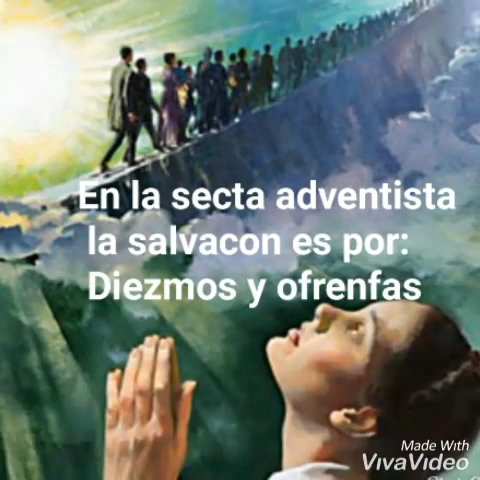 En la secta adventista
la salvacon es por:
Diezmos y ofrenfas
Made With
VivaVideo